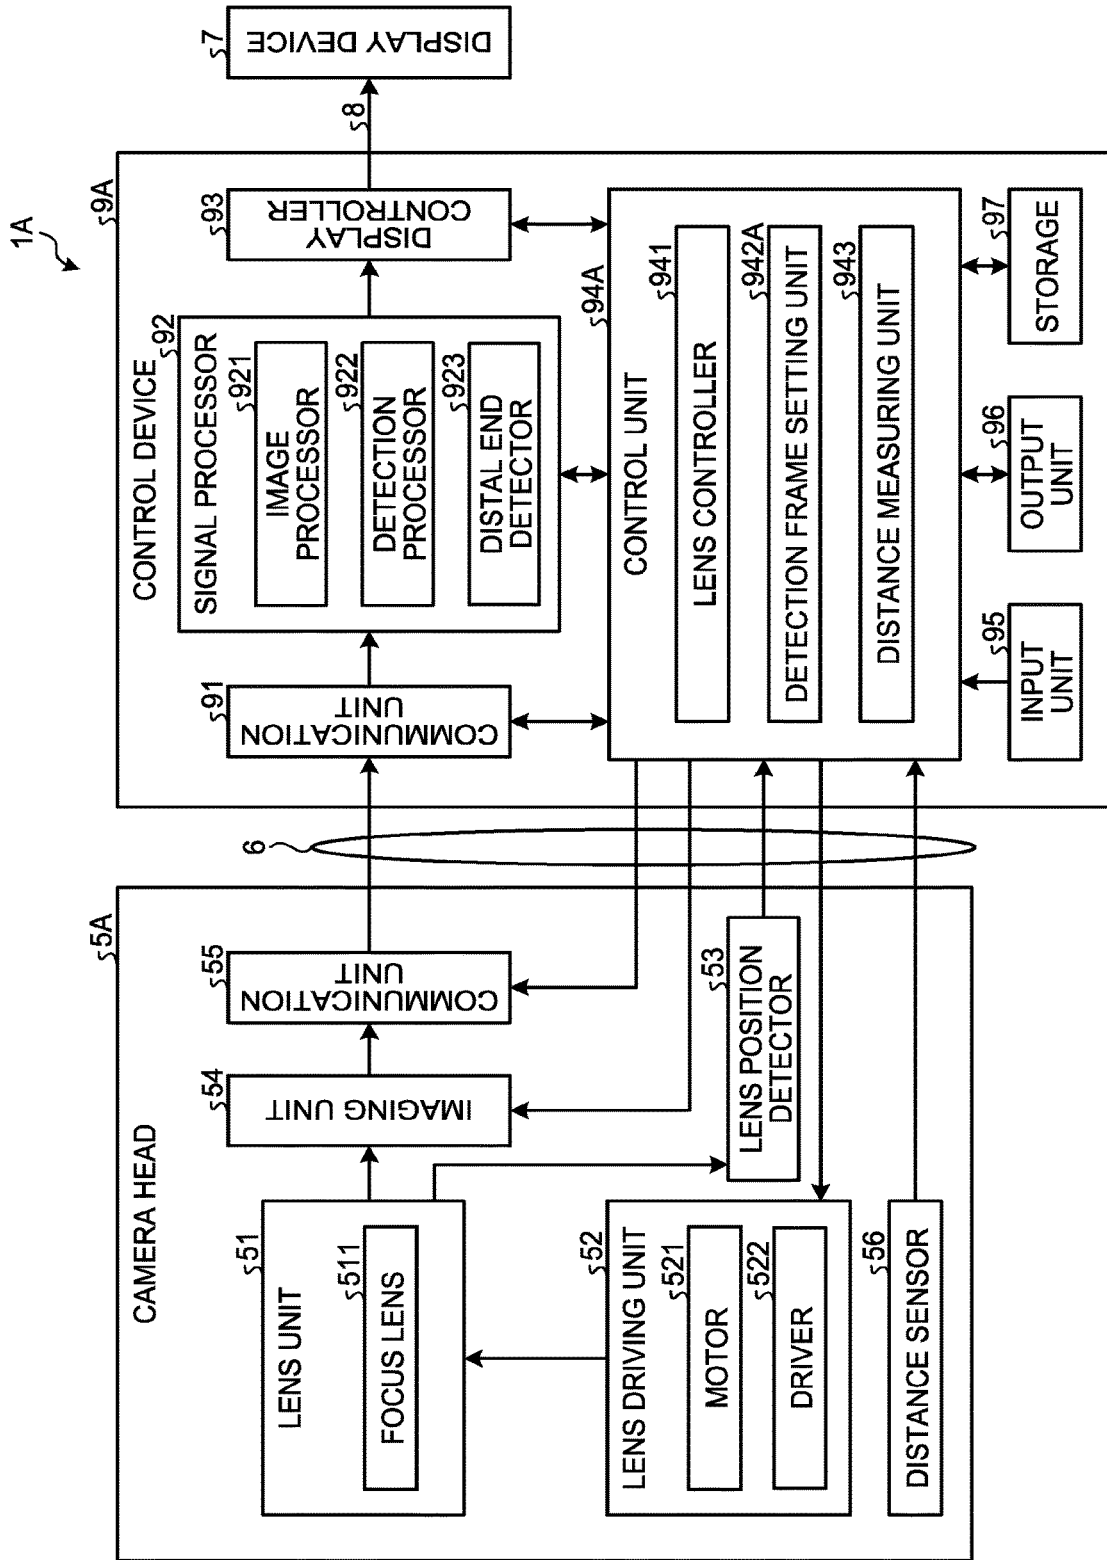 1A
5A
CAMERA HEAD
51
LENS UNIT
511
FOCUS LENS
54
IMAGING UNIT
55
COMMUNICATION
UNIT
52
LENS DRIVING UNIT
521
MOTOR
522
DRIVER
53
LENS POSITION
DETECTOR
56
DISTANCE SENSOR
6
9A
CONTROL DEVICE
91
COMMUNICATION
UNIT
92
SIGNAL PROCESSOR
921
IMAGE
PROCESSOR
922
DETECTION
PROCESSOR
923
DISTAL END
DETECTOR
93
DISPLAY
CONTROLLER
8
7
DISPLAY DEVICE
94A
CONTROL UNIT
941
LENS CONTROLLER
942A
DETECTION FRAME SETTING UNIT
943
DISTANCE MEASURING UNIT
95
INPUT
UNIT
96
OUTPUT
UNIT
97
STORAGE